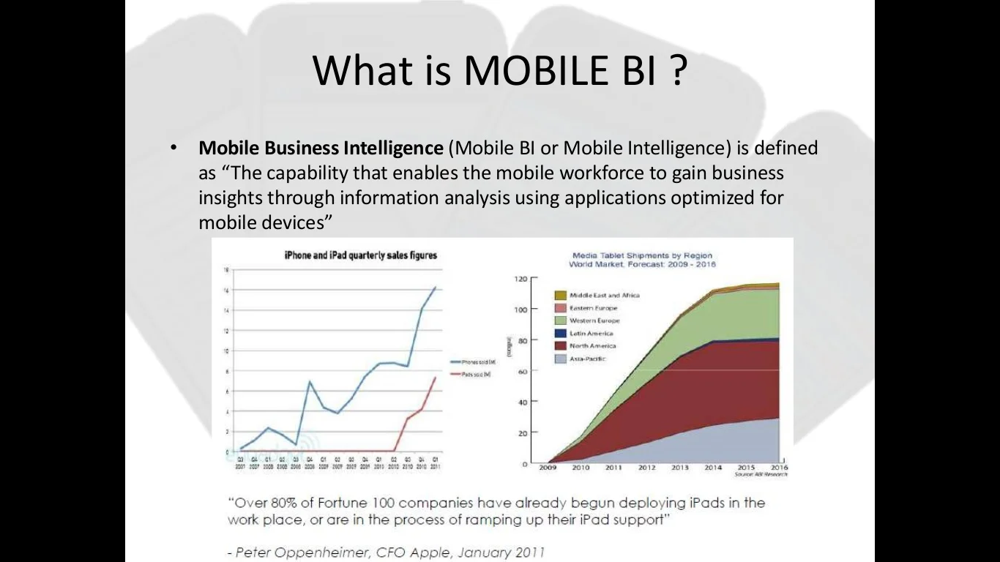 What is MOBILE BI ?
• Mobile Business Intelligence (Mobile BI or Mobile Intelligence) is defined
as “The capability that enables the mobile workforce to gain business
insights through information analysis using applications optimized for
mobile devices”
iPhone and iPad quarterly sales figures
18
16
14
12
10
8
6
4
2
0
Q3 Q4 Q1 Q2 Q3 Q4 Q1 Q2 Q3 Q4 Q1 Q2 Q3 Q4 Q1
2007 2007 2008 2008 2008 2008 2009 2009 2009 2009 2010 2010 2010 2010 2011
iPhones sold [M]
iPads sold [M]
Media Tablet Shipments by Region
World Market, Forecast: 2009 - 2016
120
100
80
60
40
20
0
(millions)
Middle East and Africa
Eastern Europe
Western Europe
Latin America
North America
Asia-Pacific
2009 2010 2011 2012 2013 2014 2015 2016
Source: ABI Research
“Over 80% of Fortune 100 companies have already begun deploying iPads in the
work place, or are in the process of ramping up their iPad support”
- Peter Oppenheimer, CFO Apple, January 2011